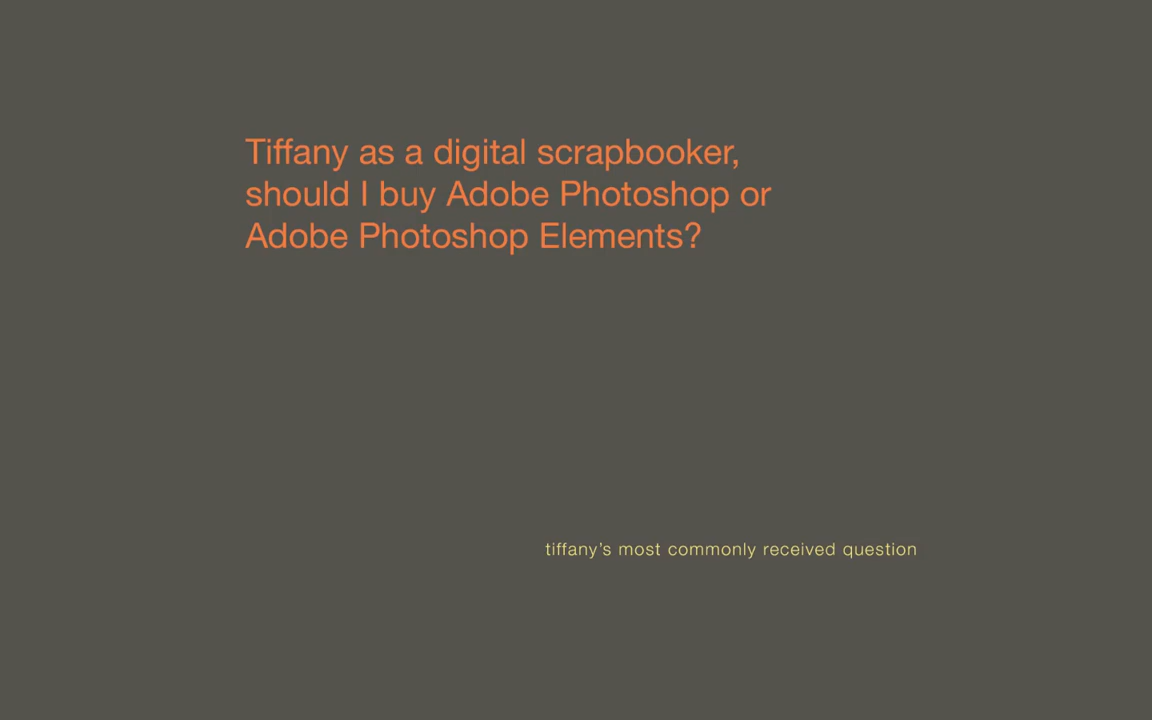 Tiffany as a digital scrapbooker,
should I buy Adobe Photoshop or
Adobe Photoshop Elements?
tiffany's most commonly received question